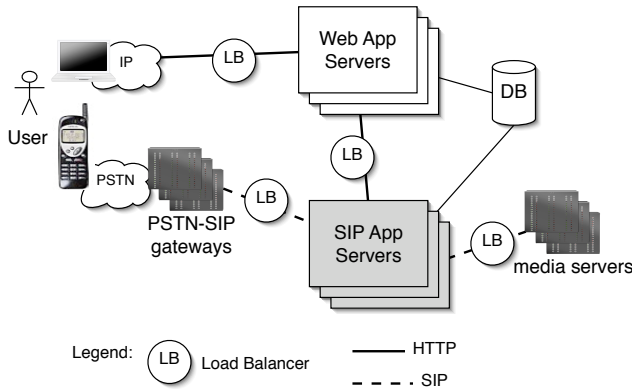 Web App
Servers
LB
IP
DB
User
LB
PSTN
LB
PSTN-SIP
gateways
SIP App
Servers
LB
media servers
Legend:
LB
Load Balancer
HTTP
SIP